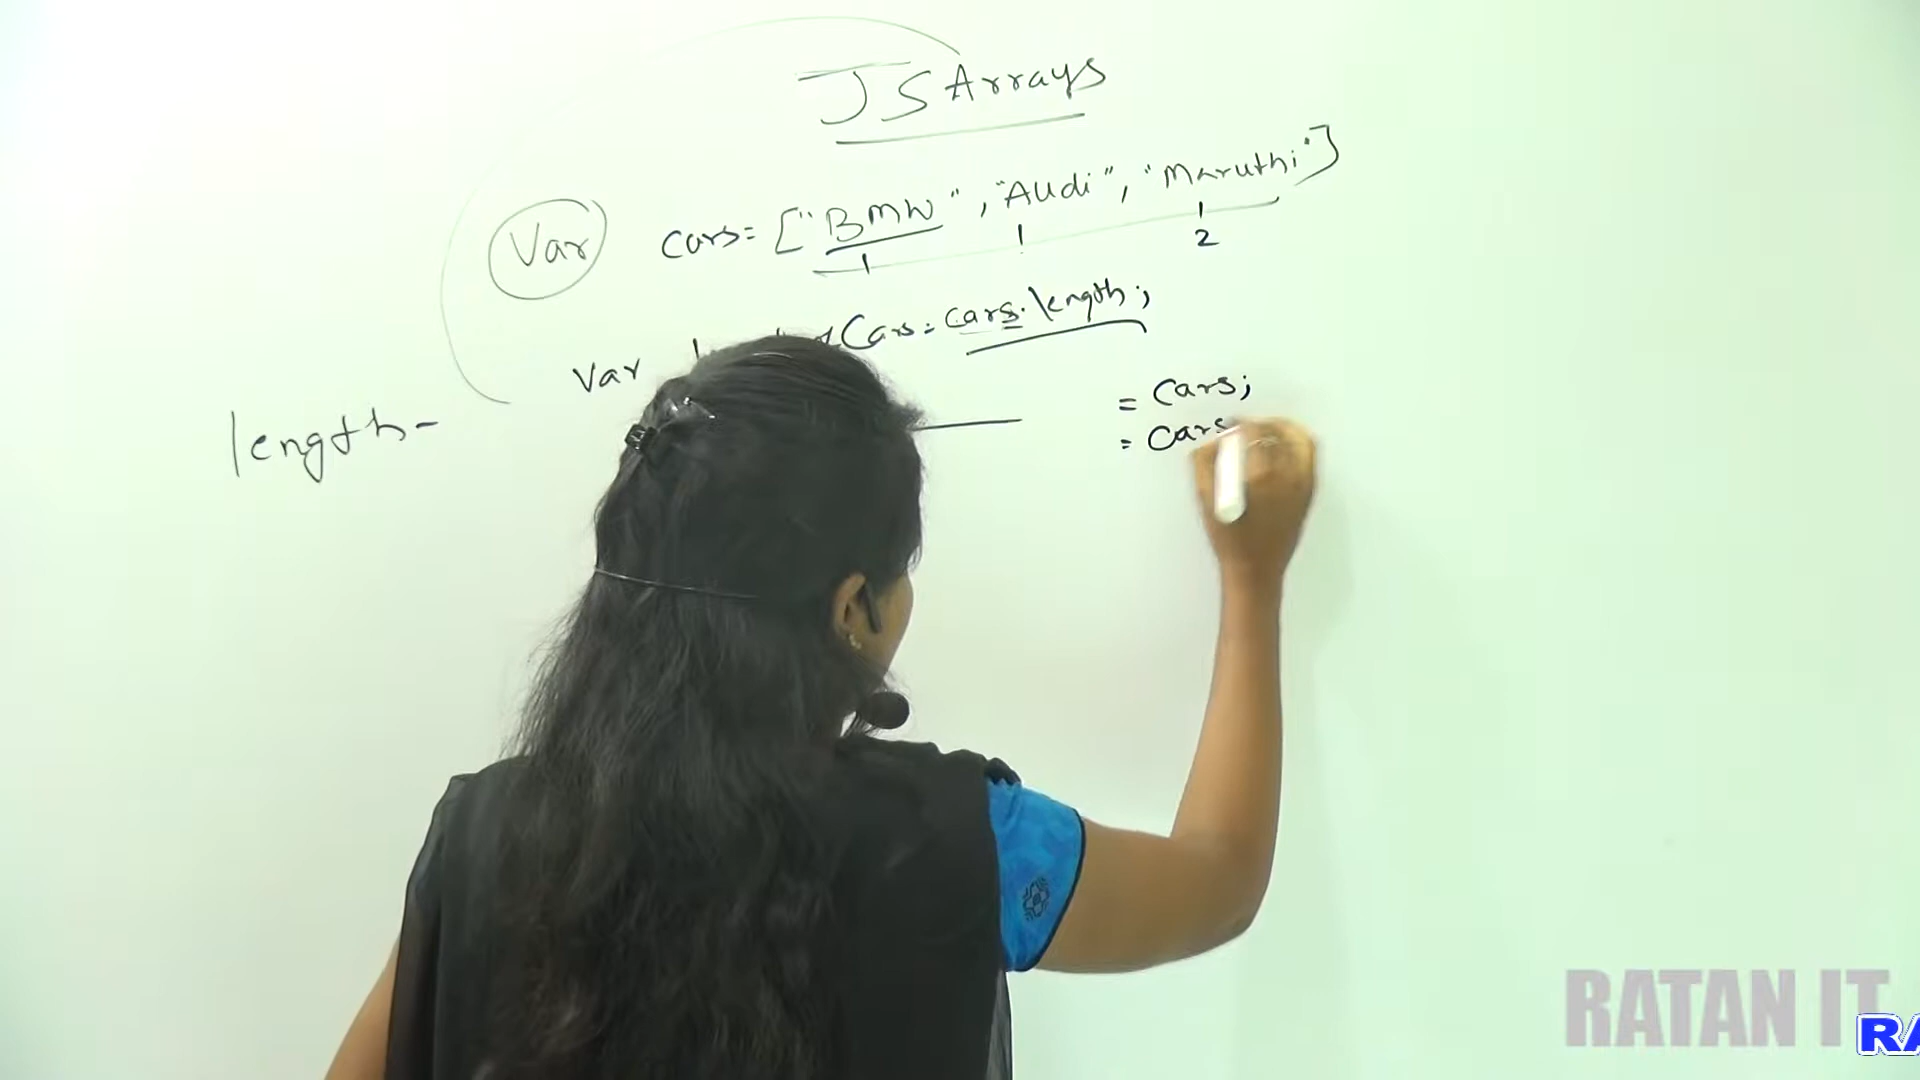 JS Arrays
Var cars= ["BMW", "Audi", "Maruthi"]
1 1 2
Var Cars= cars.length;
= Cars;
length-
= Cars
RATAN IT
RA